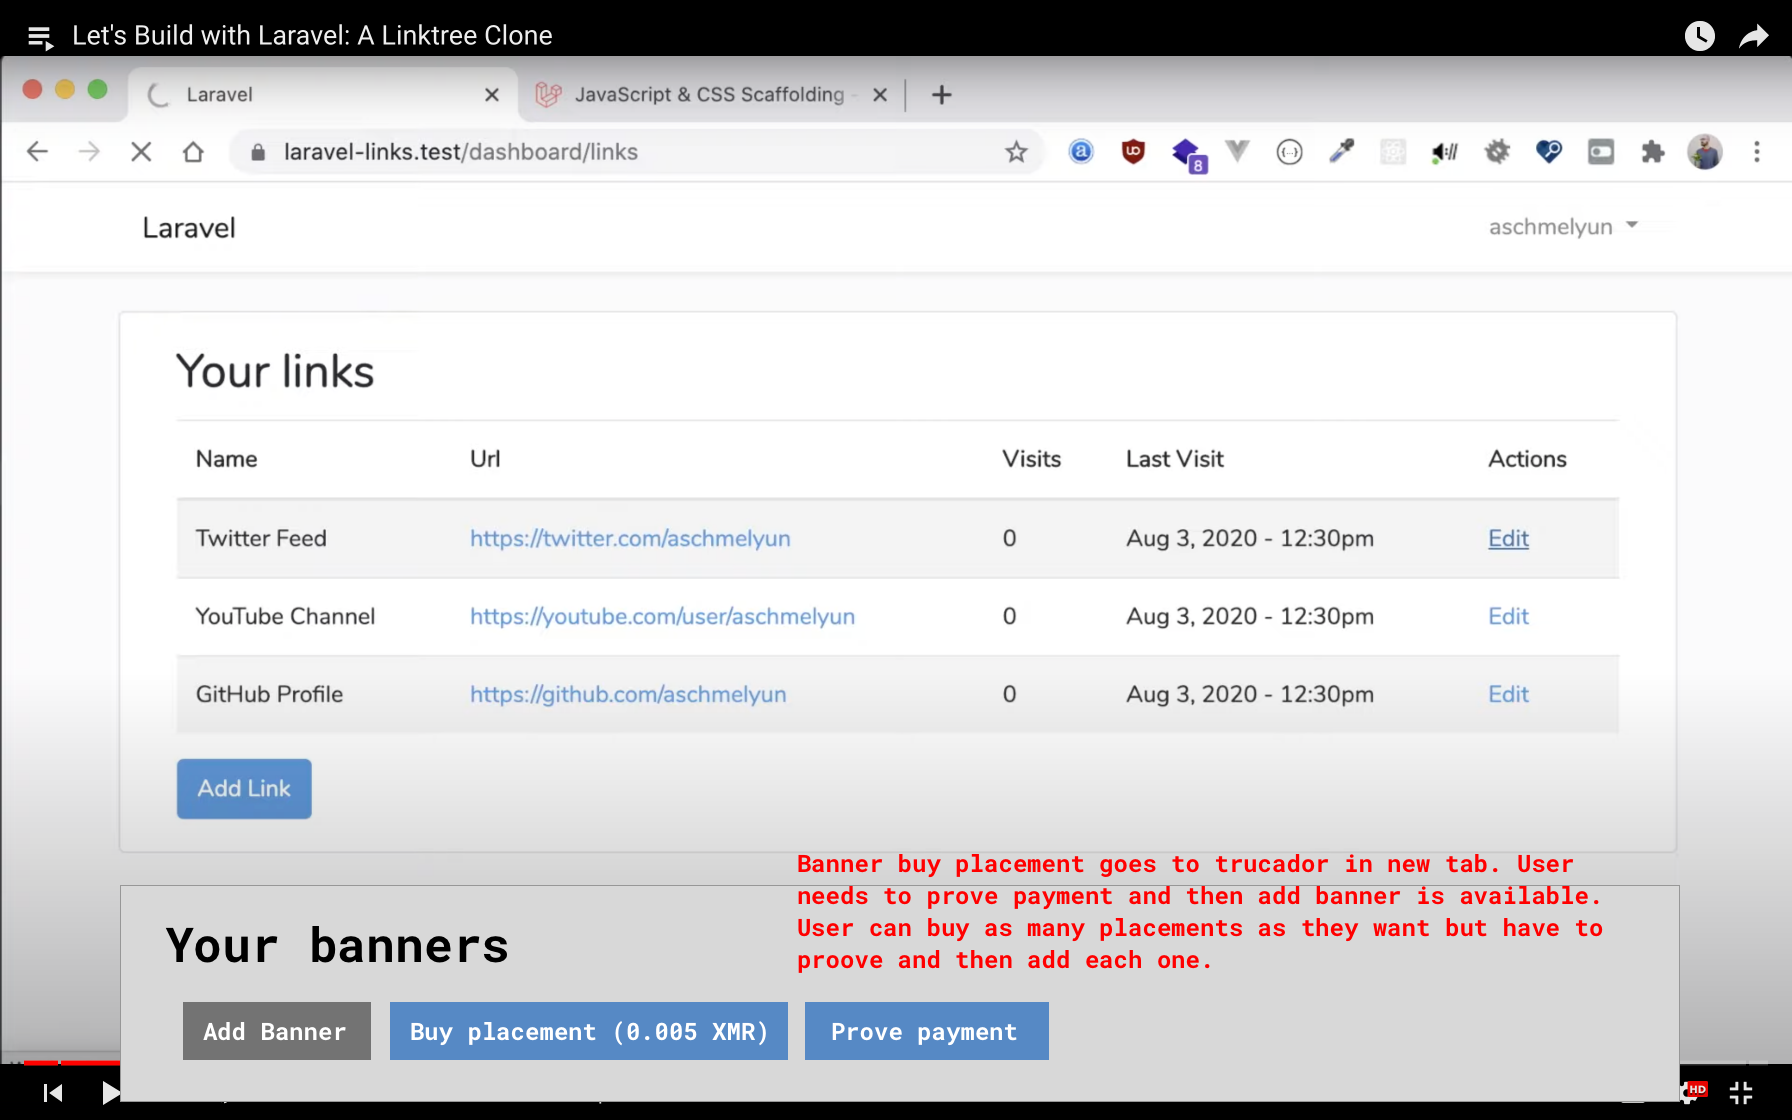 Let's Build with Laravel: A Linktree Clone
Laravel
JavaScript & CSS Scaffolding -
laravel-links.test/dashboard/links
a
8
Laravel
aschmelyun
Your links
Name Url Visits Last Visit Actions
Twitter Feed https://twitter.com/aschmelyun 0 Aug 3, 2020 - 12:30pm Edit
YouTube Channel https://youtube.com/user/aschmelyun 0 Aug 3, 2020 - 12:30pm Edit
GitHub Profile https://github.com/aschmelyun 0 Aug 3, 2020 - 12:30pm Edit
Add Link
Banner buy placement goes to trucador in new tab. User
needs to prove payment and then add banner is available.
User can buy as many placements as they want but have to
proove and then add each one.
Your banners
Add Banner Buy placement (0.005 XMR) Prove payment
HD